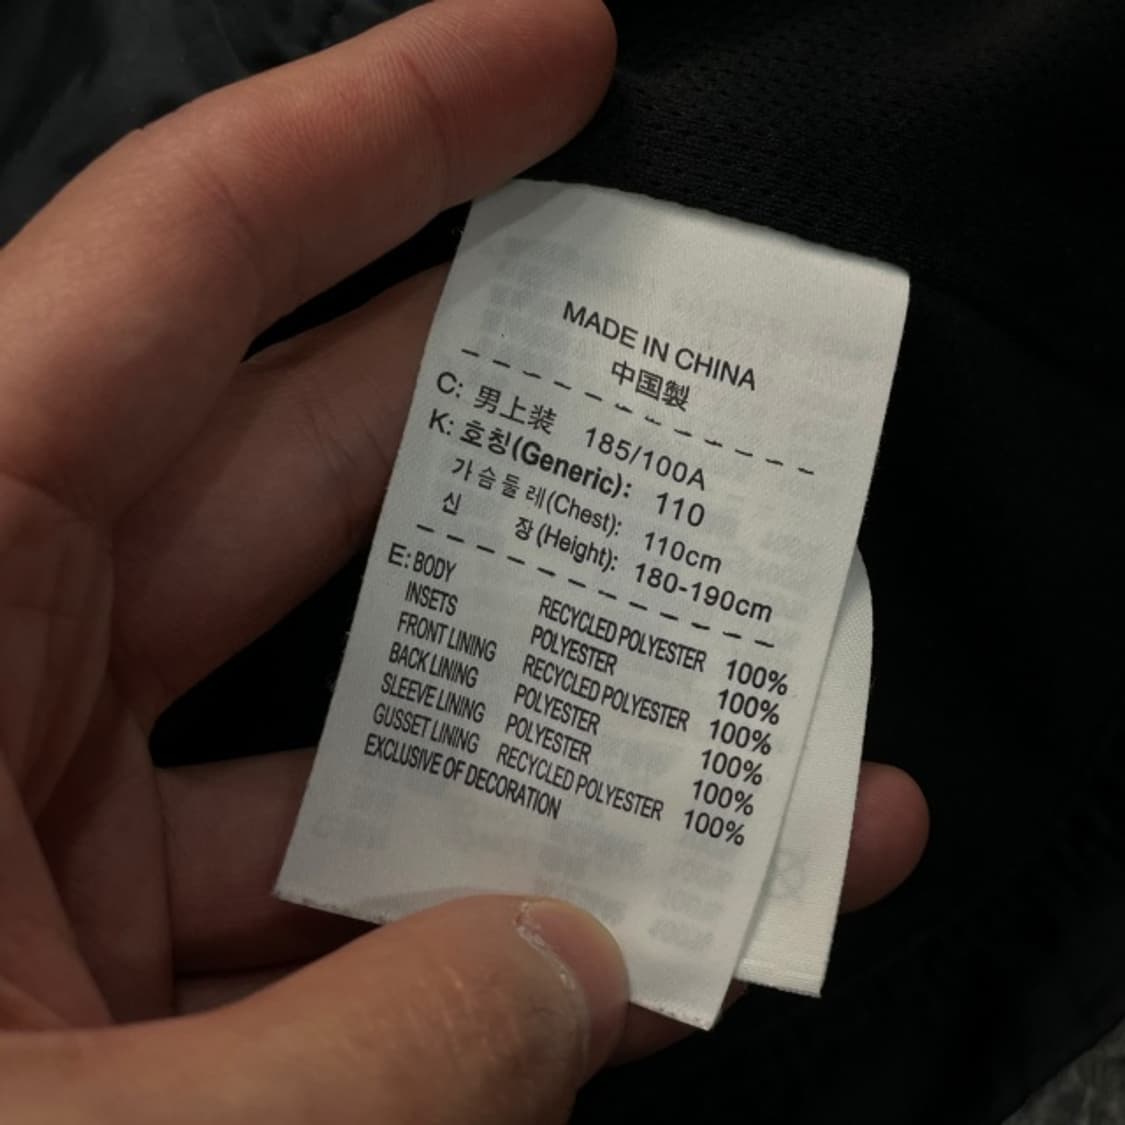 MADE IN CHINA
中国製
C: 男上装 185/100A
K: 호칭(Generic): 110
가슴둘레(Chest): 110cm
신 장(Height): 180-190cm
E: BODY RECYCLED POLYESTER 100%
INSETS POLYESTER 100%
FRONT LINING RECYCLED POLYESTER 100%
BACK LINING POLYESTER 100%
SLEEVE LINING POLYESTER 100%
GUSSET LINING RECYCLED POLYESTER 100%
EXCLUSIVE OF DECORATION